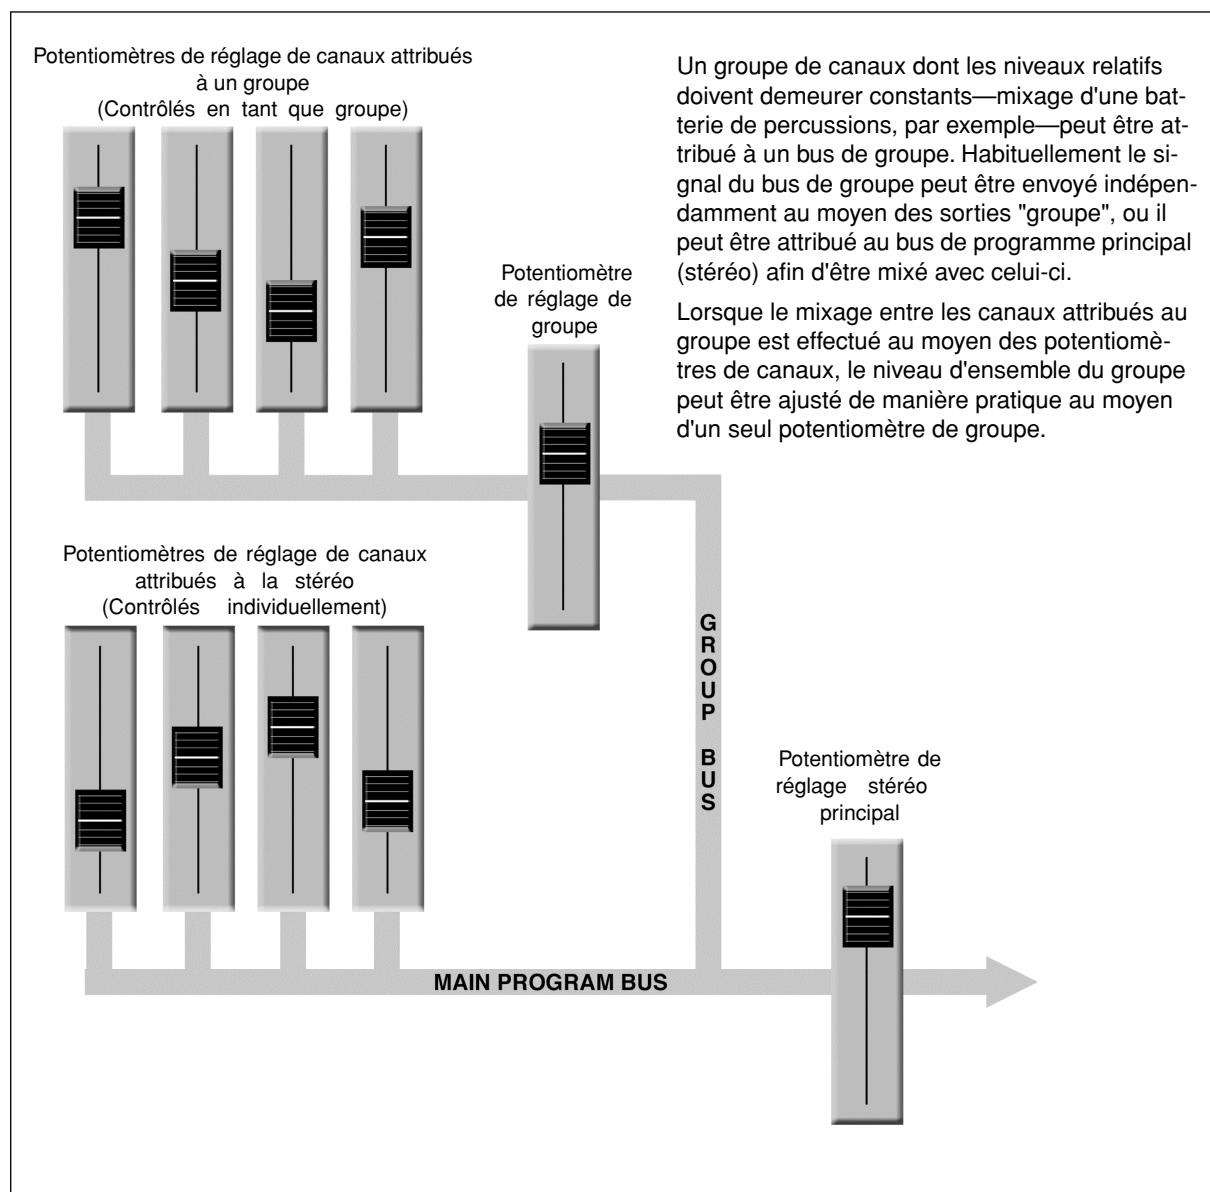 Potentiomètres de réglage de canaux attribués
à un groupe
(Contrôlés en tant que groupe)
Un groupe de canaux dont les niveaux relatifs
doivent demeurer constants—mixage d'une bat-
terie de percussions, par exemple—peut être at-
tribué à un bus de groupe. Habituellement le si-
gnal du bus de groupe peut être envoyé indépen-
damment au moyen des sorties "groupe", ou il
peut être attribué au bus de programme principal
(stéréo) afin d'être mixé avec celui-ci.
Lorsque le mixage entre les canaux attribués au
groupe est effectué au moyen des potentiomè-
tres de canaux, le niveau d'ensemble du groupe
peut être ajusté de manière pratique au moyen
d'un seul potentiomètre de groupe.
Potentiomètre
de réglage de
groupe
Potentiomètres de réglage de canaux
attribués à la stéréo
(Contrôlés individuellement)
GROUP BUS
Potentiomètre de
réglage stéréo
principal
MAIN PROGRAM BUS